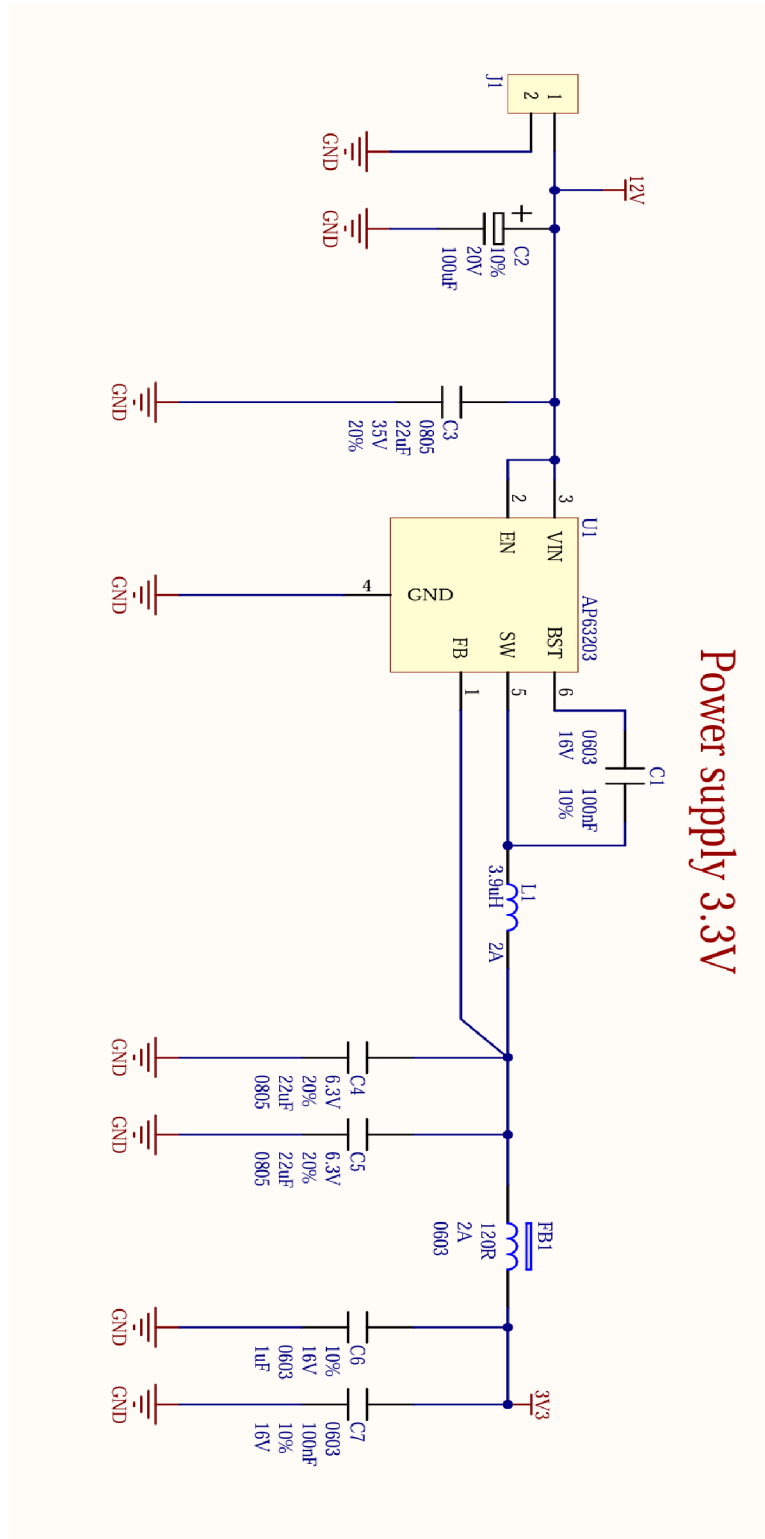 Power supply 3.3V
J1
1
2
GND
12V
GND
C2
10%
20V
100uF
GND
C3
0805
22uF
35V
20%
U1
AP63203
3
VIN
2
EN
4
GND
GND
BST
6
SW
5
FB
1
C1
0603
100nF
16V
10%
L1
3.9uH
2A
GND
C4
6.3V
20%
22uF
0805
GND
C5
6.3V
20%
22uF
0805
FB1
120R
2A
0603
GND
C6
10%
16V
0603
1uF
GND
C7
0603
100nF
10%
16V
3V3